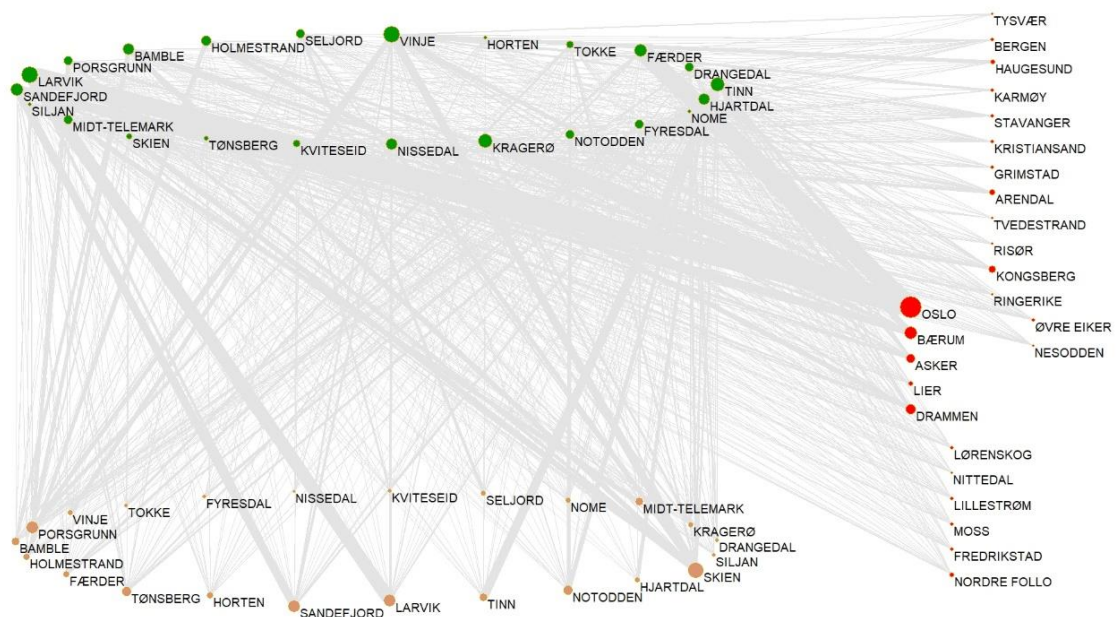 TYSVÆR
BERGEN
HAUGESUND
KARMØY
STAVANGER
KRISTIANSAND
GRIMSTAD
ARENDAL
TVEDESTRAND
RISØR
KONGSBERG
RINGERIKE
ØVRE EIKER
NESODDEN
HOLMESTRAND
SELJORD
VINJE
HORTEN
TOKKE
FÆRDER
BAMBLE
PORSGRUNN
DRANGEDAL
LARVIK
TINN
SANDEFJORD
HJARTDAL
SILJAN
NOME
MIDT-TELEMARK
FYRESDAL
SKIEN
TØNSBERG
KVITESEID
NISSEDAL
KRAGERØ
NOTODDEN
OSLO
BÆRUM
ASKER
LIER
DRAMMEN
LØRENSKOG
NITTEDAL
LILLESTRØM
MOSS
FREDRIKSTAD
NORDRE FOLLO
VINJE
TOKKE
FYRESDAL
NISSEDAL
KVITESEID
SELJORD
NOME
MIDT-TELEMARK
PORSGRUNN
KRAGERØ
BAMBLE
DRANGEDAL
HOLMESTRAND
SILJAN
FÆRDER
SKIEN
TØNSBERG
HORTEN
SANDEFJORD
LARVIK
TINN
NOTODDEN
HJARTDAL